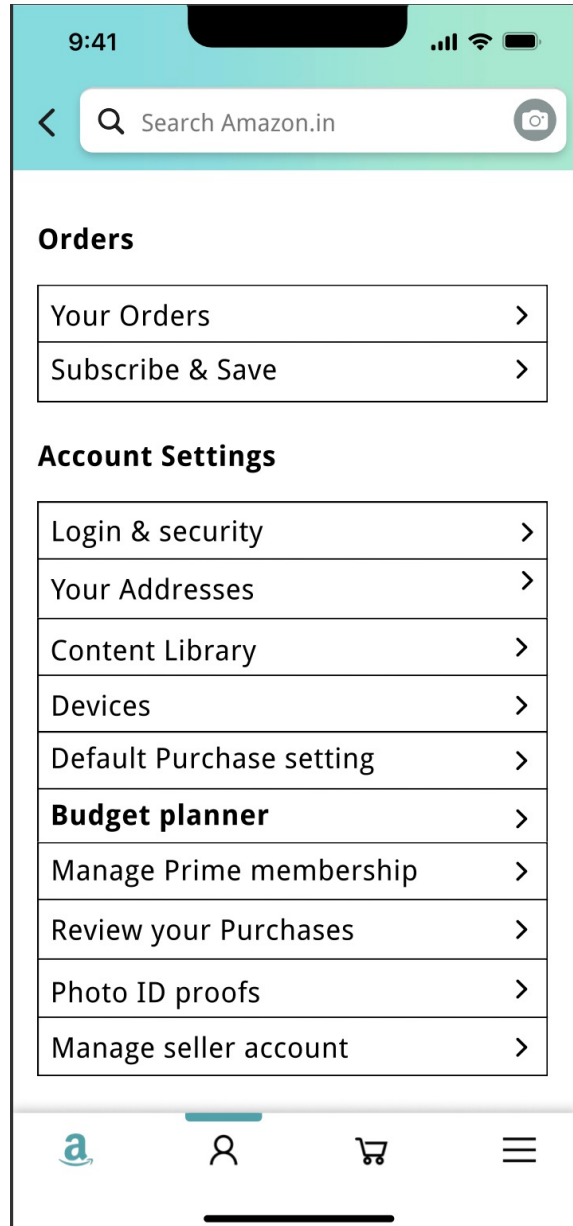 9:41
Search Amazon.in
Orders
Your Orders
Subscribe & Save
Account Settings
Login & security
Your Addresses
Content Library
Devices
Default Purchase setting
Budget planner
Manage Prime membership
Review your Purchases
Photo ID proofs
Manage seller account
a